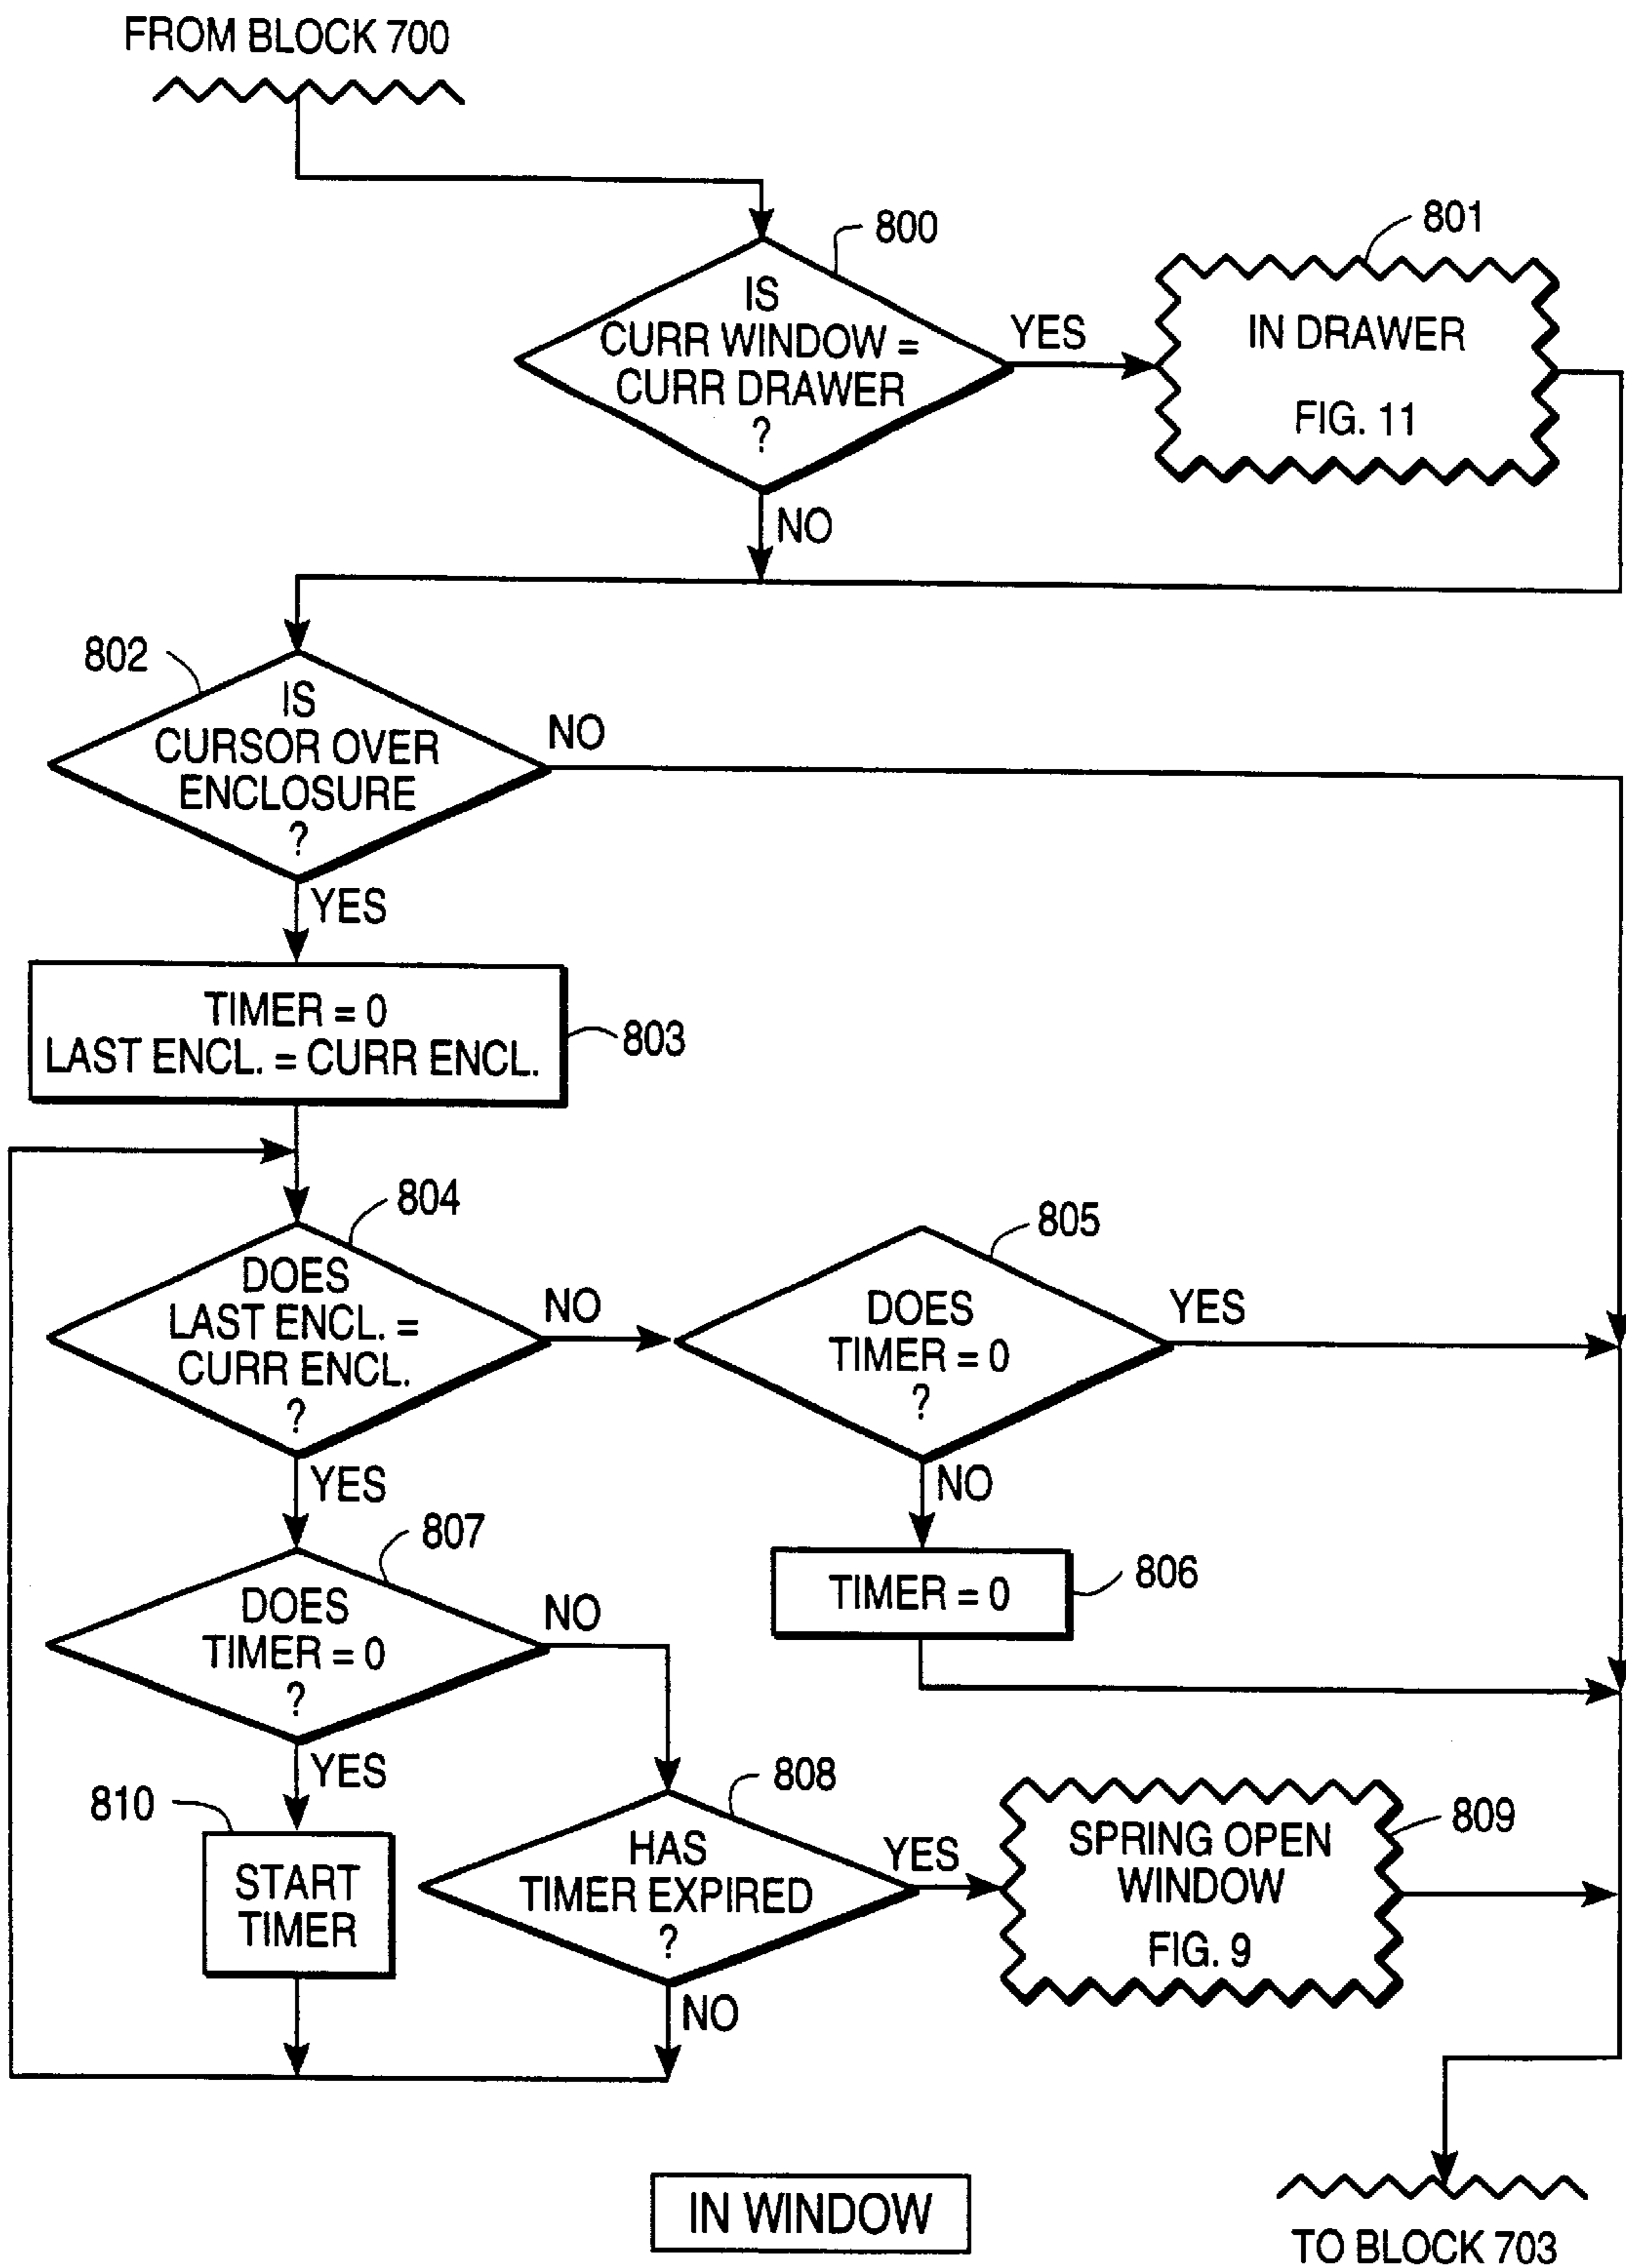 FROM BLOCK 700
800
IS
CURR WINDOW =
CURR DRAWER
?
YES
NO
801
IN DRAWER
FIG. 11
802
IS
CURSOR OVER
ENCLOSURE
?
NO
YES
TIMER = 0
LAST ENCL. = CURR ENCL.
803
804
DOES
LAST ENCL. =
CURR ENCL.
?
NO
YES
805
DOES
TIMER = 0
?
YES
NO
TIMER = 0
806
807
DOES
TIMER = 0
?
NO
YES
810
START
TIMER
808
HAS
TIMER EXPIRED
?
YES
NO
SPRING OPEN
WINDOW
FIG. 9
809
IN WINDOW
TO BLOCK 703